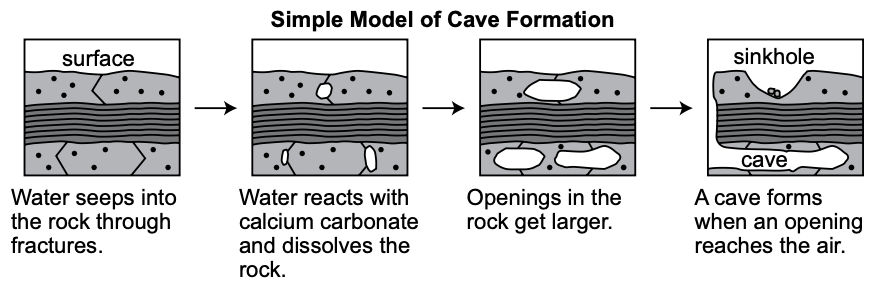 Simple Model of Cave Formation
surface
sinkhole
cave
Water seeps into
the rock through
fractures.
Water reacts with
calcium carbonate
and dissolves the
rock.
Openings in the
rock get larger.
A cave forms
when an opening
reaches the air.